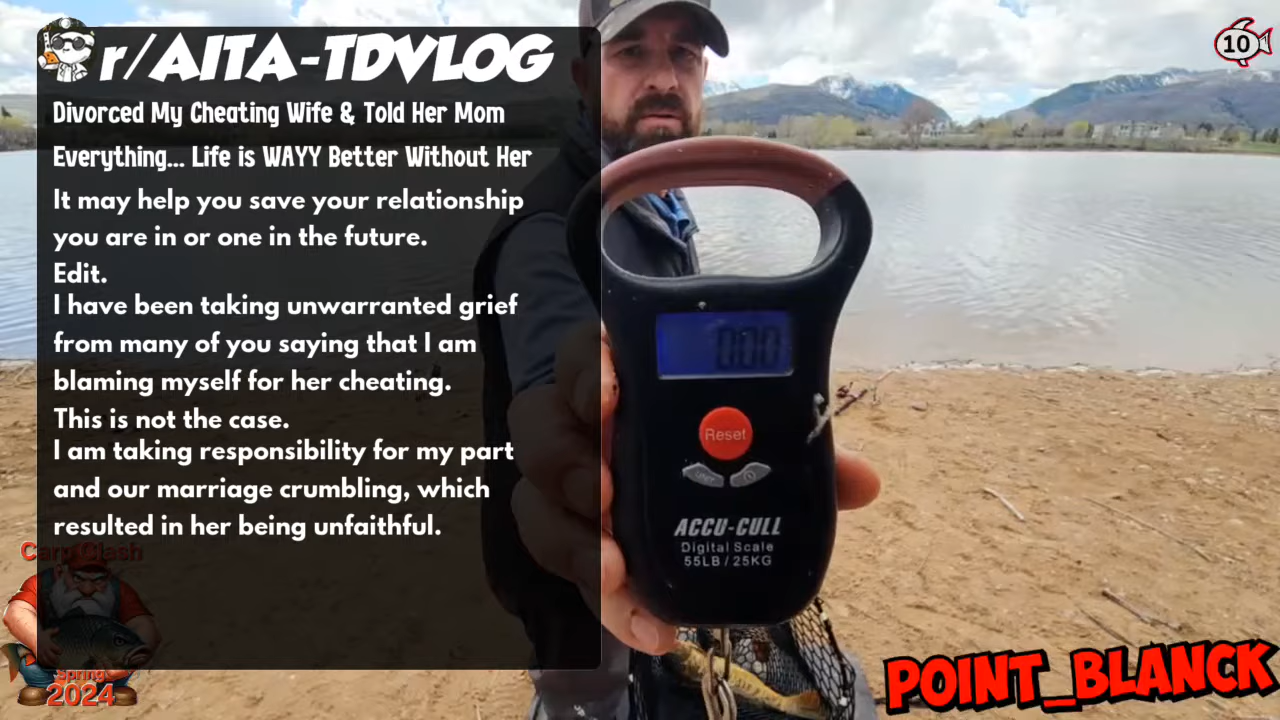 r/AITA-TDVLOG
10
Divorced My Cheating Wife & Told Her Mom
Everything... Life is WAYY Better Without Her
It may help you save your relationship
you are in or one in the future.
Edit.
I have been taking unwarranted grief
from many of you saying that I am
blaming myself for her cheating.
This is not the case.
I am taking responsibility for my part
and our marriage crumbling, which
resulted in her being unfaithful.
0.00
Reset
UNIT
ACCU-CULL
Digital Scale
55LB / 25KG
Carp Clash
Spring
2024
POINT_BLANCK